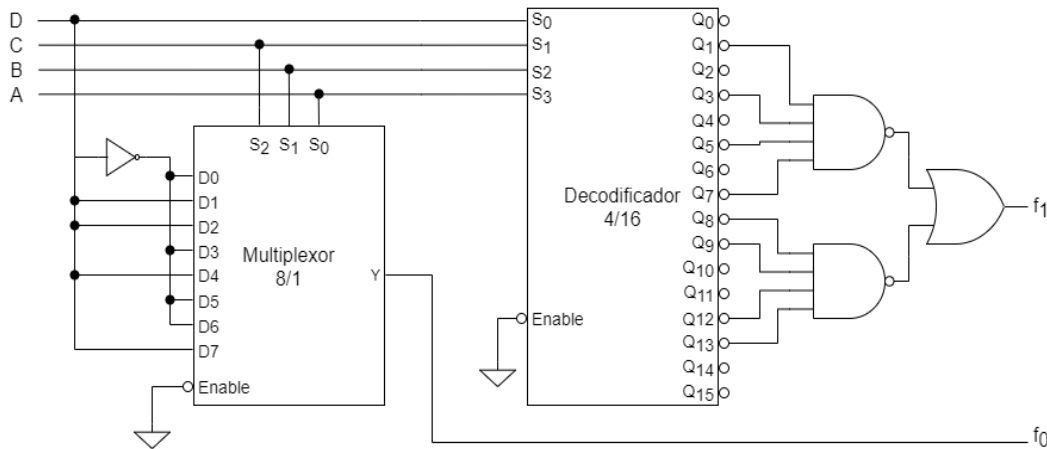 D
C
B
A
S₂ S₁ S₀
D0
D1
D2
D3
D4
D5
D6
D7
Multiplexor
8/1
Y
Enable
S₀
S₁
S₂
S₃
Decodificador
4/16
Enable
Q₀
Q₁
Q₂
Q₃
Q₄
Q₅
Q₆
Q₇
Q₈
Q₉
Q₁₀
Q₁₁
Q₁₂
Q₁₃
Q₁₄
Q₁₅
f₁
f₀